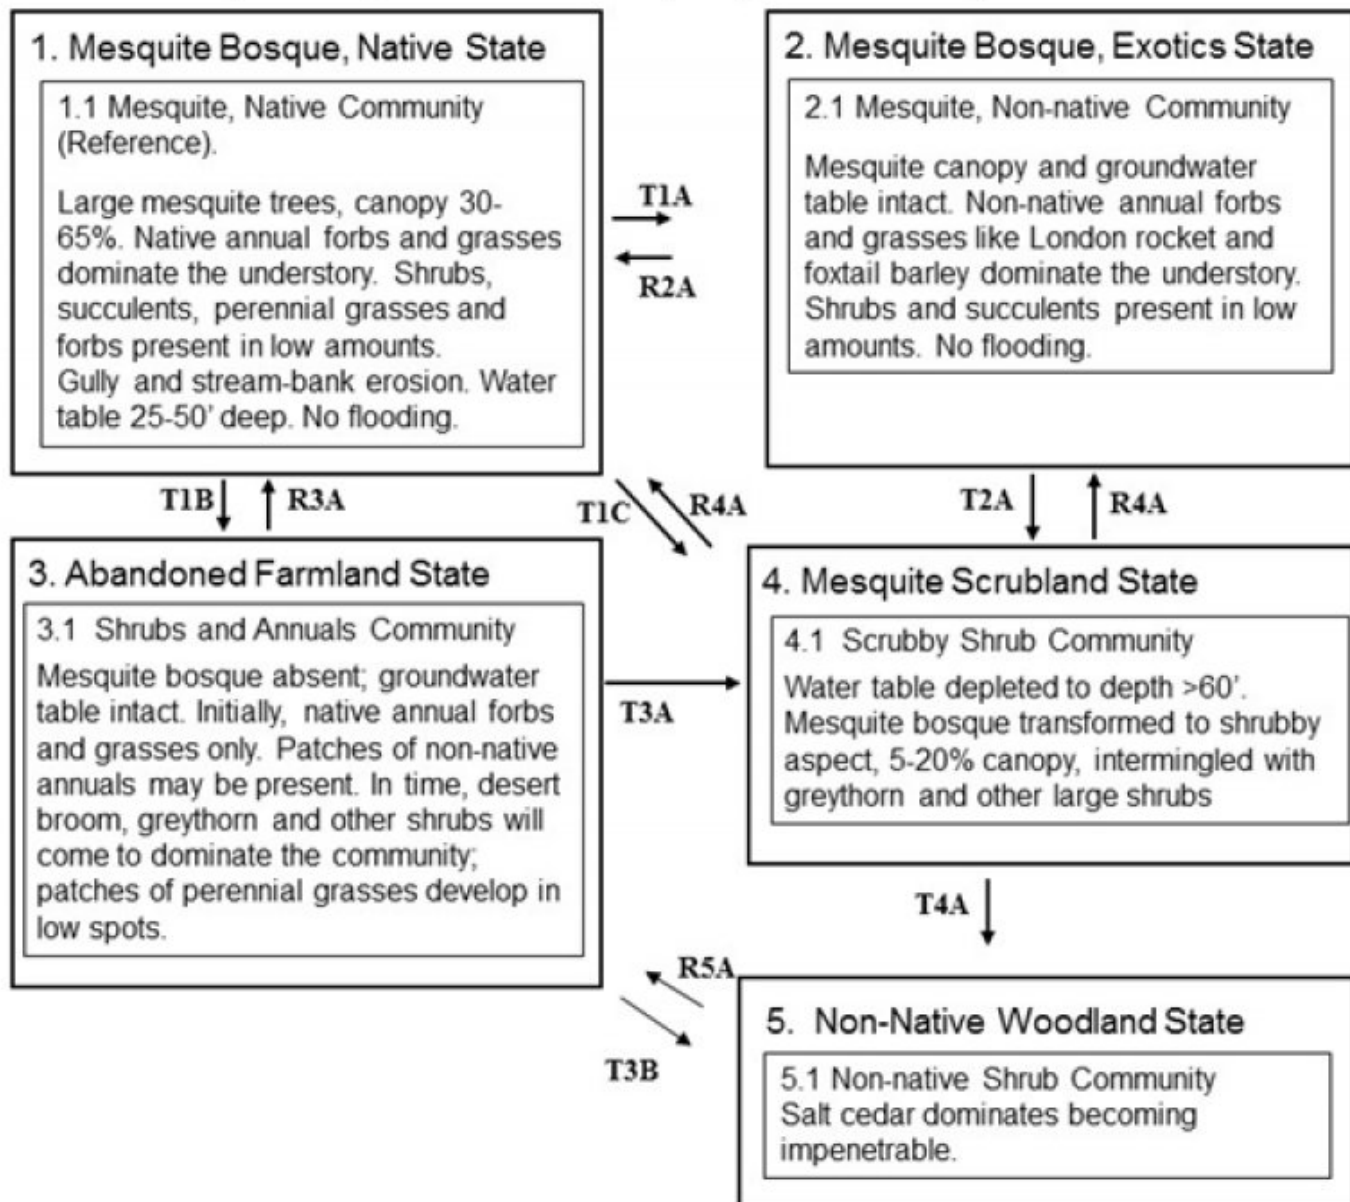 1. Mesquite Bosque, Native State
1.1 Mesquite, Native Community
(Reference).
Large mesquite trees, canopy 30-
65%. Native annual forbs and grasses
dominate the understory. Shrubs,
succulents, perennial grasses and
forbs present in low amounts.
Gully and stream-bank erosion. Water
table 25-50' deep. No flooding.
T1A
R2A
2. Mesquite Bosque, Exotics State
2.1 Mesquite, Non-native Community
Mesquite canopy and groundwater
table intact. Non-native annual forbs
and grasses like London rocket and
foxtail barley dominate the understory.
Shrubs and succulents present in low
amounts. No flooding.
T1B
R3A
T1C
R4A
T2A
R4A
3. Abandoned Farmland State
3.1 Shrubs and Annuals Community
Mesquite bosque absent; groundwater
table intact. Initially, native annual forbs
and grasses only. Patches of non-native
annuals may be present. In time, desert
broom, greythorn and other shrubs will
come to dominate the community;
patches of perennial grasses develop in
low spots.
T3A
4. Mesquite Scrubland State
4.1 Scrubby Shrub Community
Water table depleted to depth >60'.
Mesquite bosque transformed to shrubby
aspect, 5-20% canopy, intermingled with
greythorn and other large shrubs
T4A
R5A
T3B
5. Non-Native Woodland State
5.1 Non-native Shrub Community
Salt cedar dominates becoming
impenetrable.